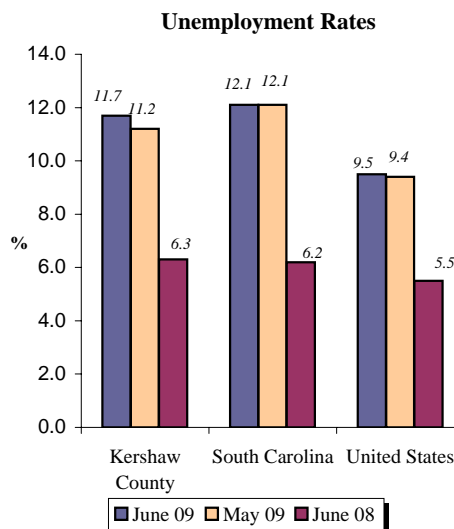 Unemployment Rates
14.0
12.0
10.0
8.0
6.0
4.0
2.0
0.0
%
11.7
11.2
6.3
12.1
12.1
6.2
9.5
9.4
5.5
Kershaw
County
South Carolina
United States
June 09
May 09
June 08